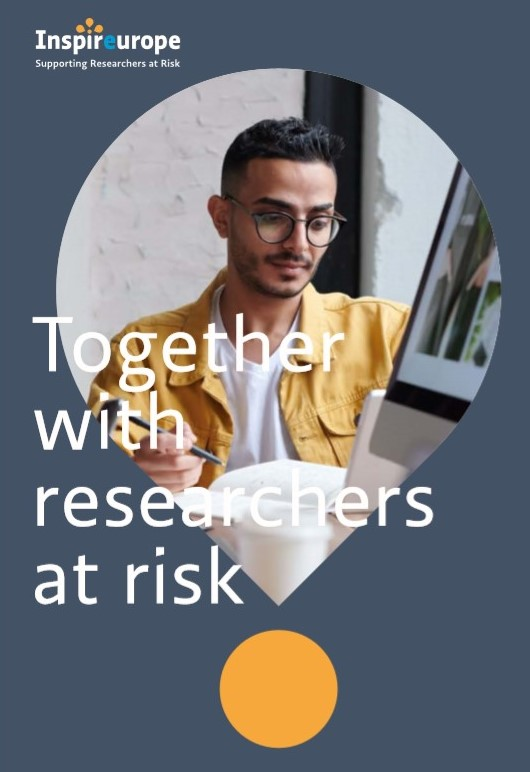 Inspireurope
Supporting Researchers at Risk
Together
with
researchers
at risk